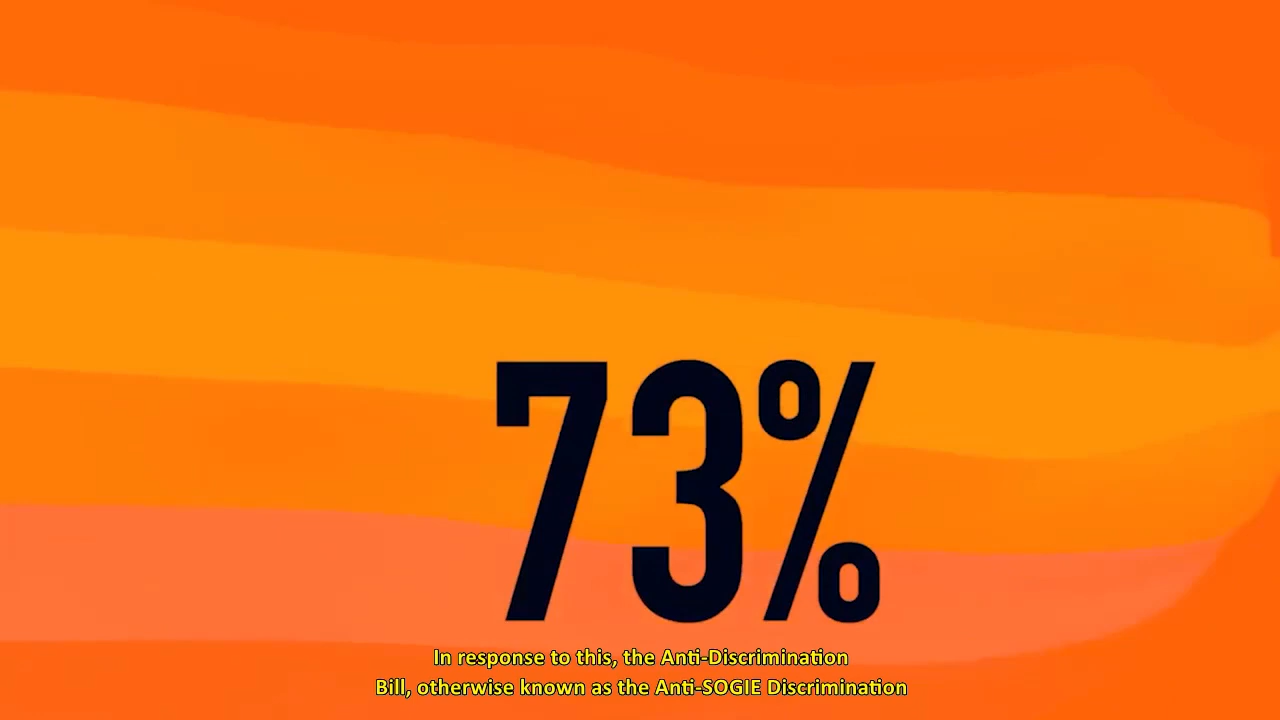 73%
In response to this, the Anti-Discrimination
Bill, otherwise known as the Anti-SOGIE Discrimination